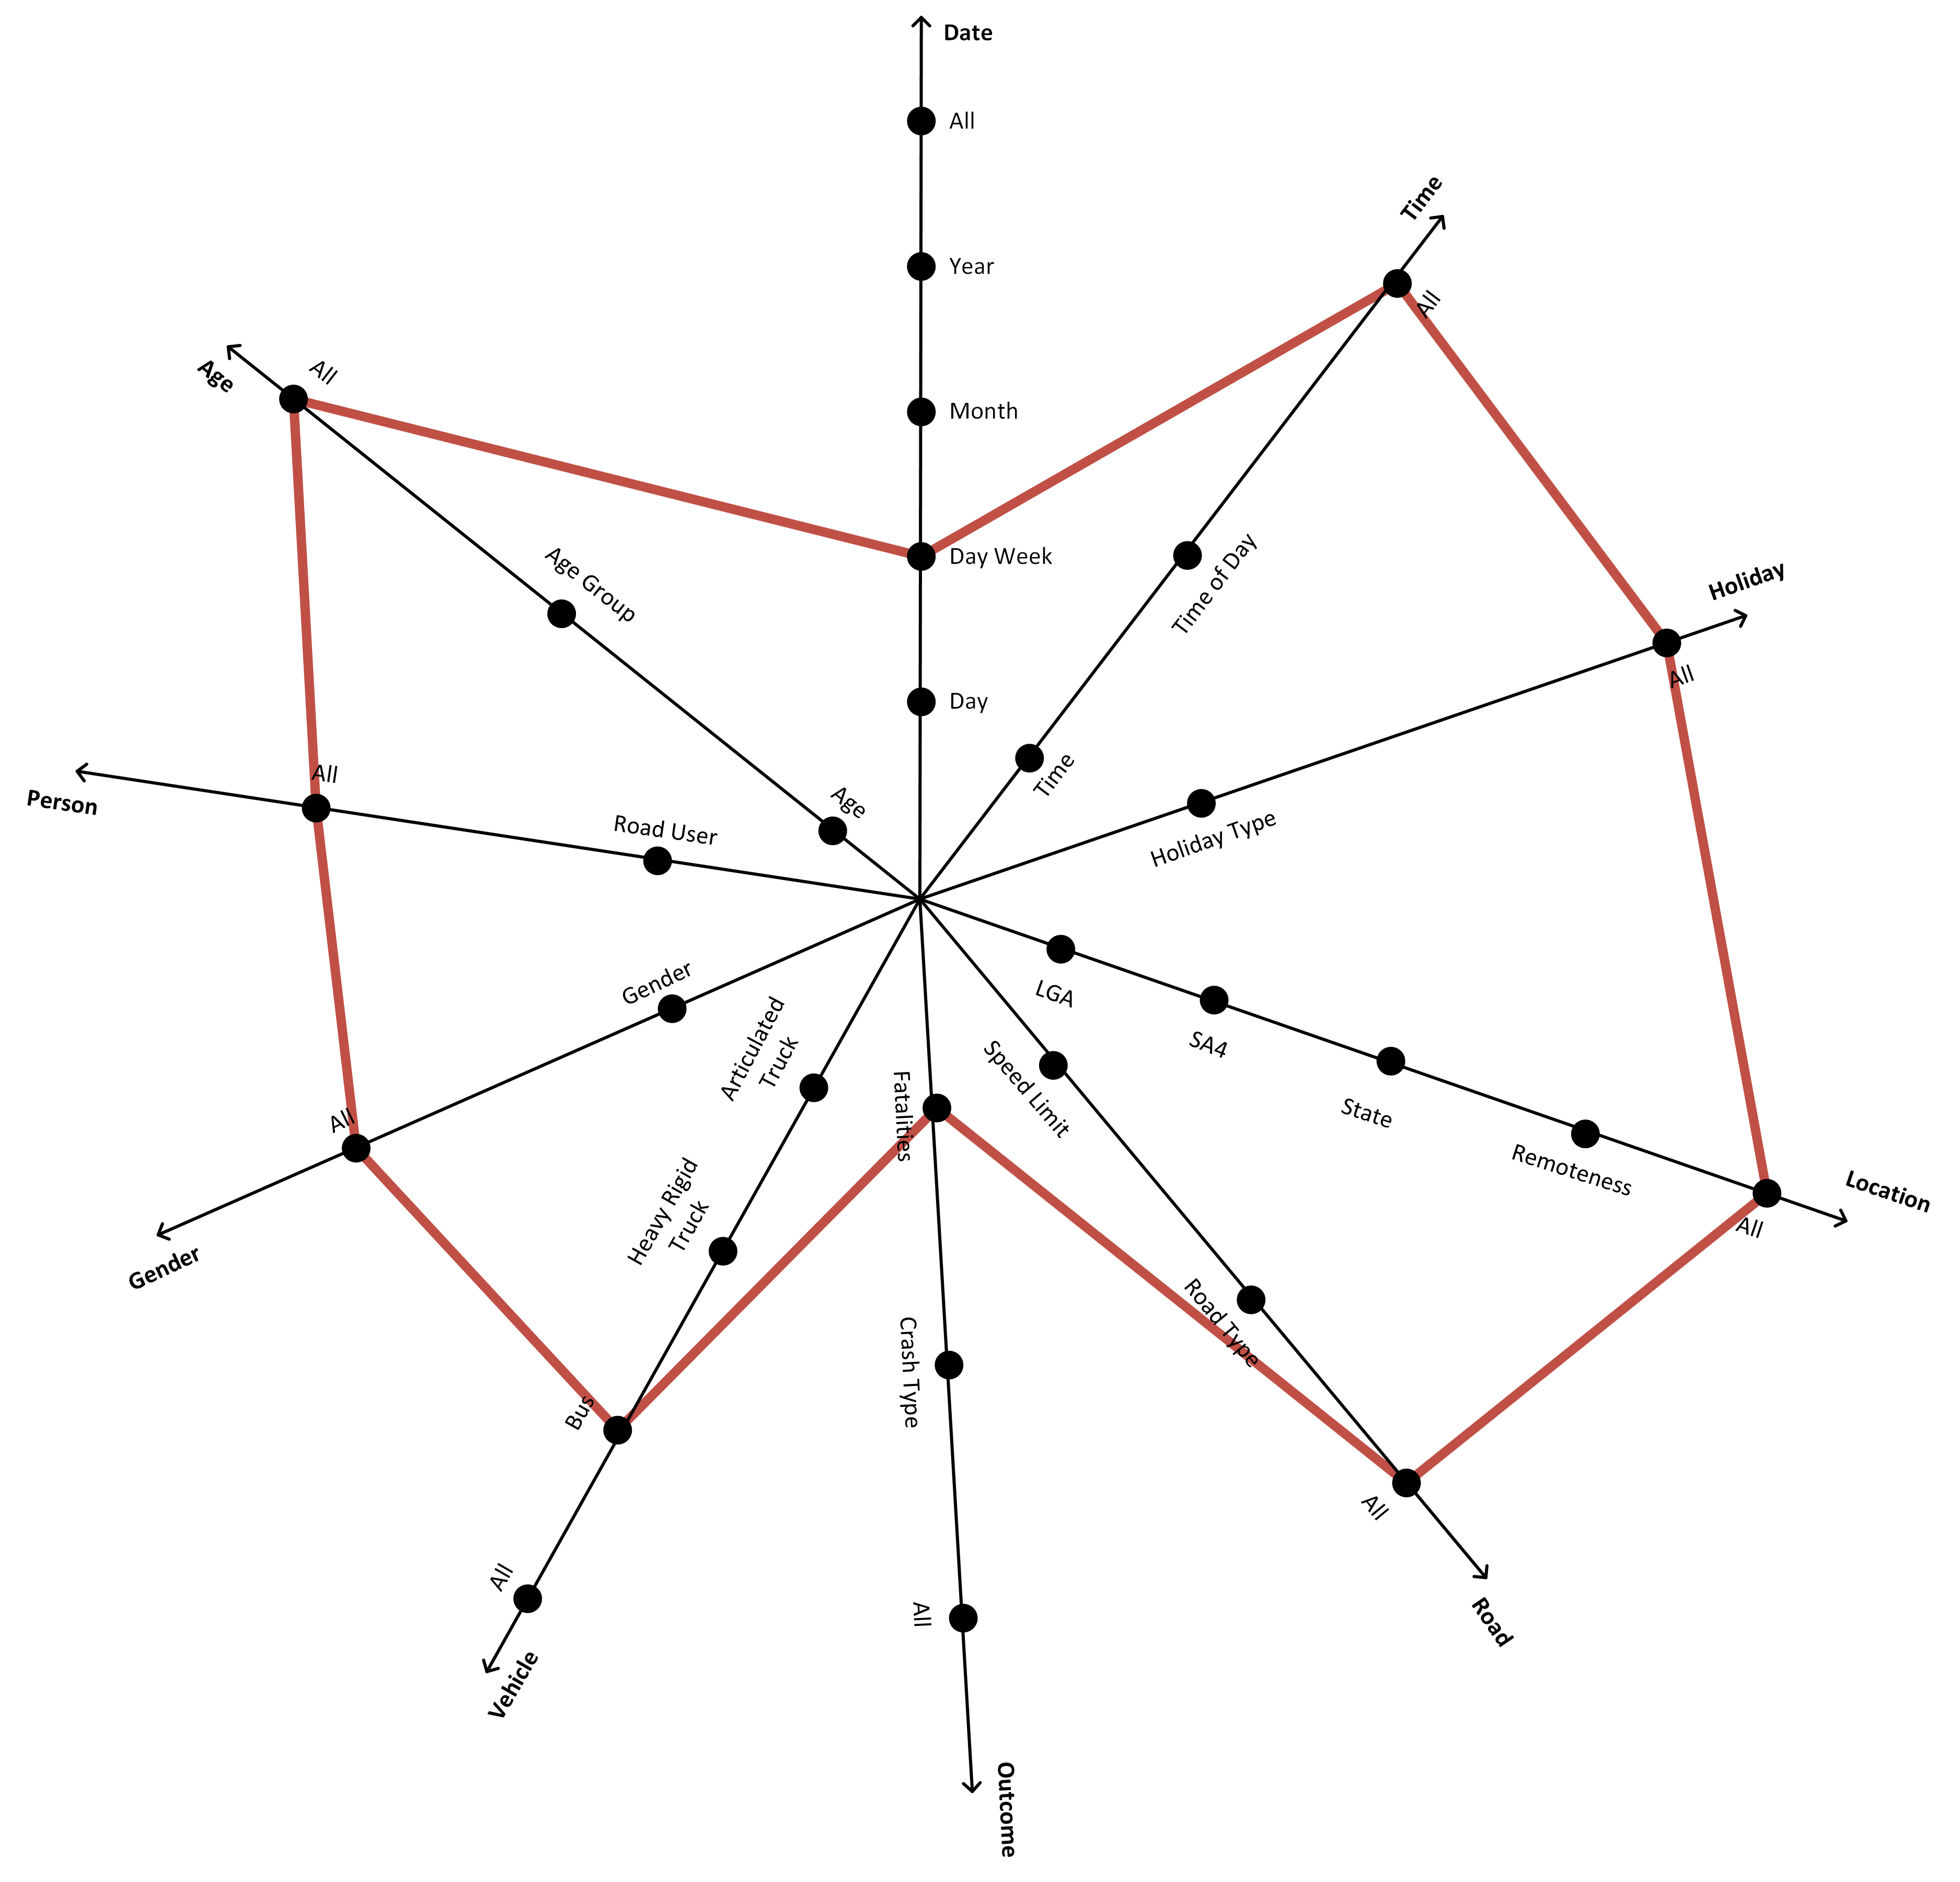 Date
All
Year
Month
Day Week
Day
Time
All
Time of Day
Time
Holiday
All
Holiday Type
Location
All
Remoteness
State
SA4
LGA
Road
All
Road Type
Speed Limit
Outcome
All
Crash Type
Fatalities
Vehicle
All
Bus
Heavy Rigid
Truck
Articulated
Truck
Gender
All
Gender
Person
All
Road User
Age
All
Age Group
Age